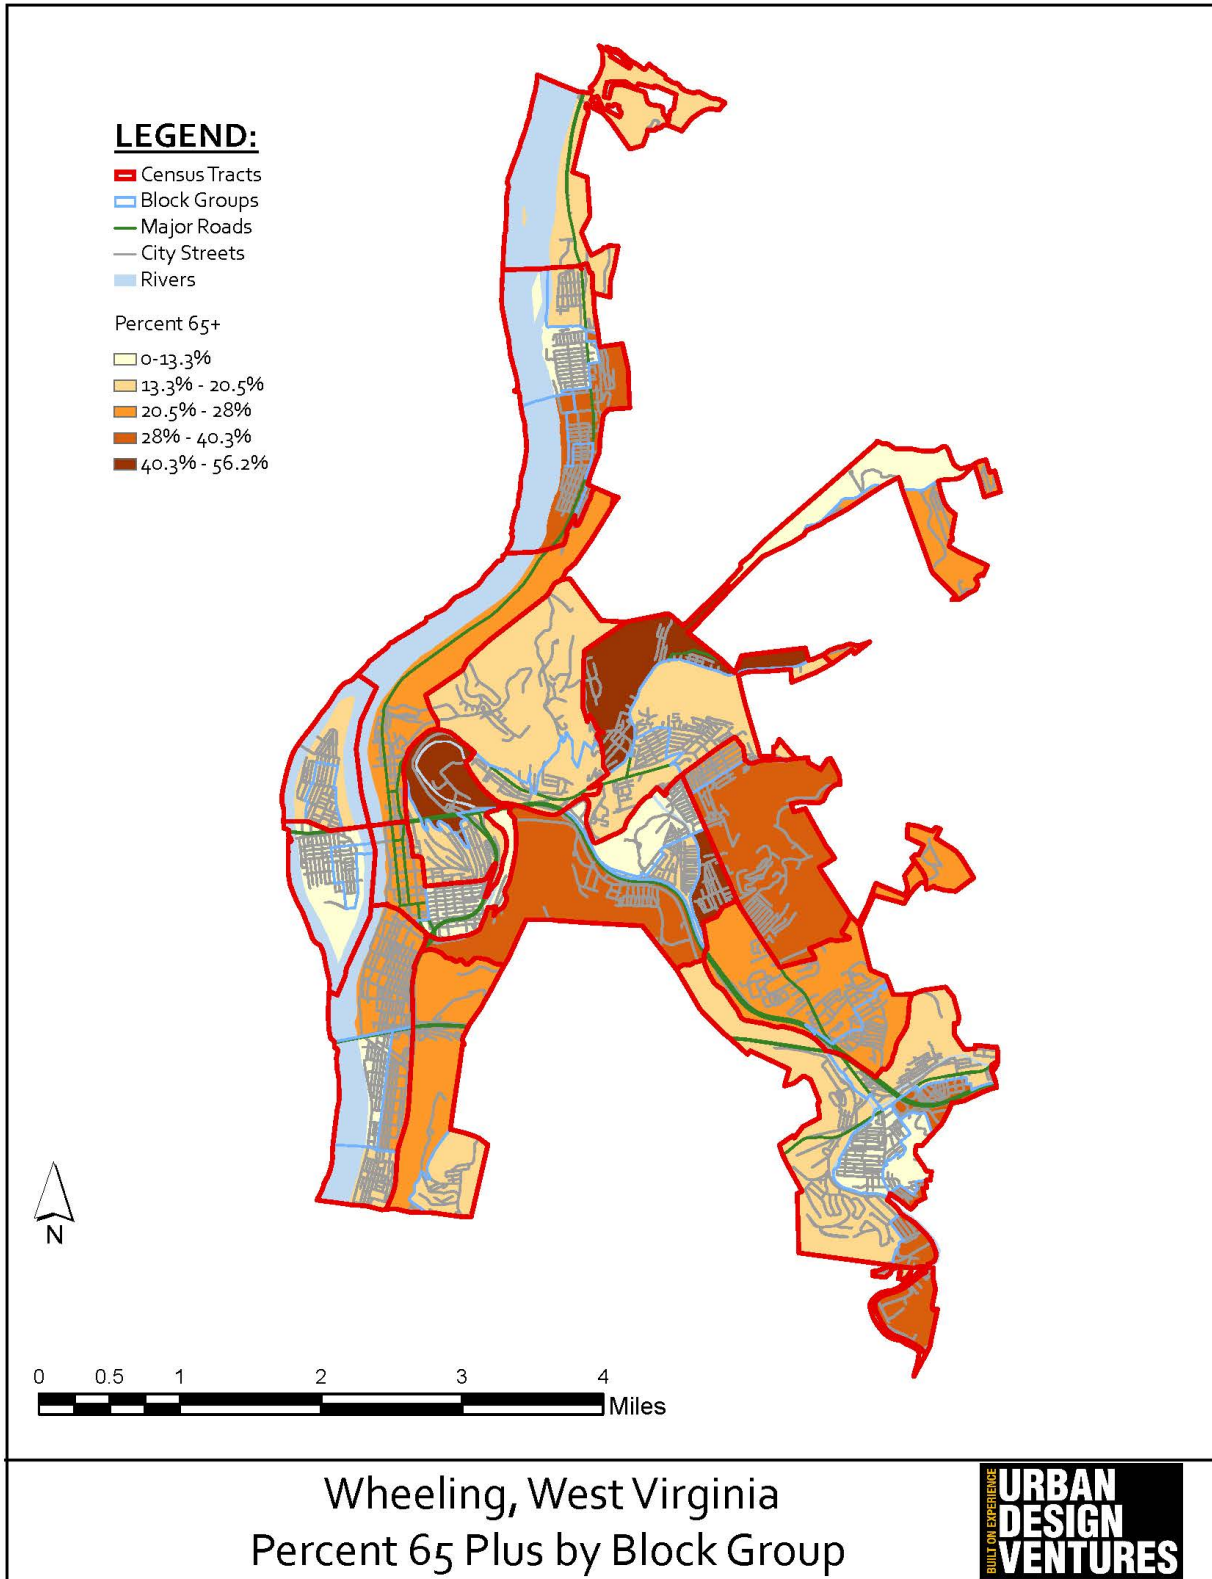 LEGEND:
Census Tracts
Block Groups
Major Roads
City Streets
Rivers
Percent 65+
0-13.3%
13.3% - 20.5%
20.5% - 28%
28% - 40.3%
40.3% - 56.2%
N
0 0.5 1 2 3 4
Miles
Wheeling, West Virginia
Percent 65 Plus by Block Group
BUILT ON EXPERIENCE
URBAN
DESIGN
VENTURES